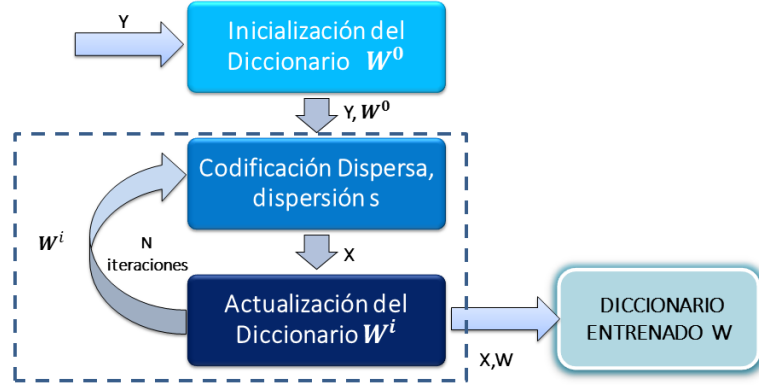 Y
Inicialización del
Diccionario W⁰
Y, W⁰
Codificación Dispersa,
dispersión s
Wⁱ
N
iteraciones
X
Actualización del
Diccionario Wⁱ
X,W
DICCIONARIO
ENTRENADO W